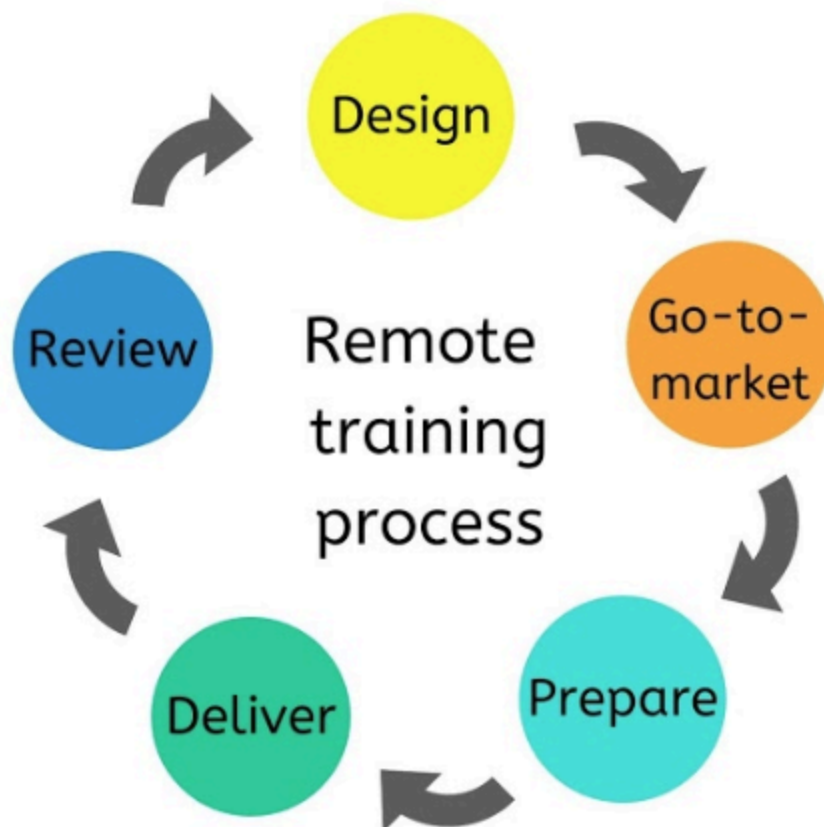 Design
Go-to-
market
Prepare
Deliver
Review
Remote
training
process